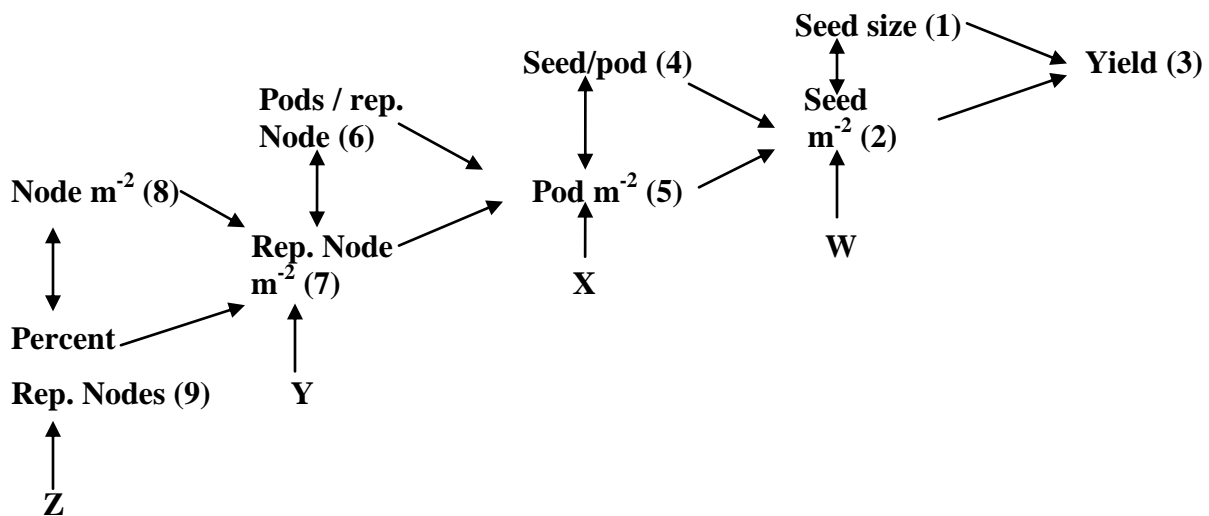 Seed size (1)
Yield (3)
Seed/pod (4)
Seed
m-2 (2)
Pods / rep.
Node (6)
Node m-2 (8)
Pod m-2 (5)
Rep. Node
m-2 (7)
W
X
Percent
Rep. Nodes (9)
Y
Z